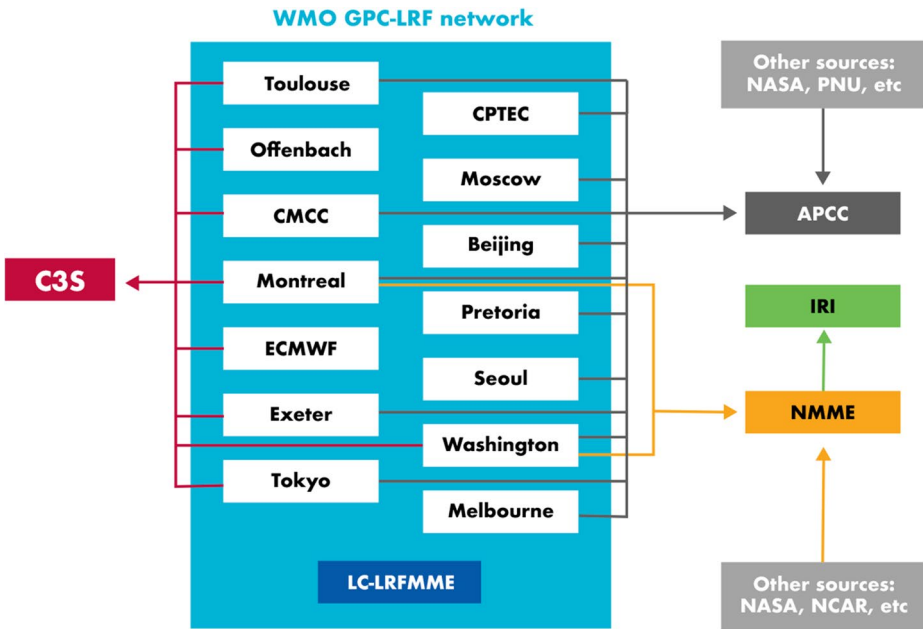 WMO GPC-LRF network
Toulouse
Offenbach
CMCC
Montreal
ECMWF
Exeter
Tokyo
CPTEC
Moscow
Beijing
Pretoria
Seoul
Washington
Melbourne
LC-LRFMME
C3S
Other sources:
NASA, PNU, etc
APCC
IRI
NMME
Other sources:
NASA, NCAR, etc